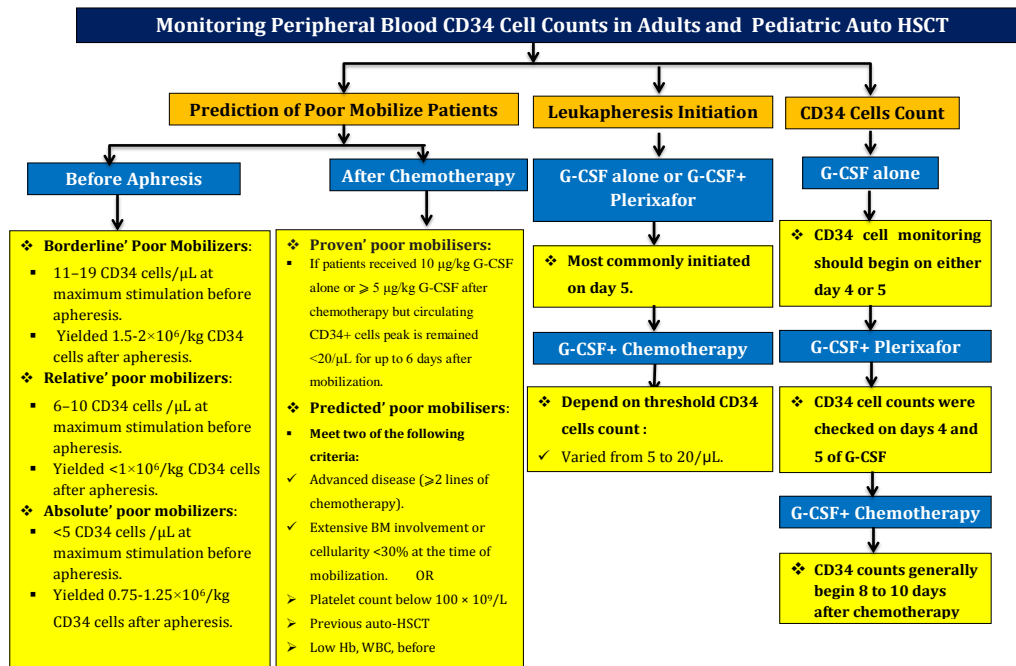 Monitoring Peripheral Blood CD34 Cell Counts in Adults and Pediatric Auto HSCT
Prediction of Poor Mobilize Patients
Before Aphresis
❖ Borderline’ Poor Mobilizers:
▪ 11–19 CD34 cells/μL at
maximum stimulation before
apheresis.
▪ Yielded 1.5-2×10⁶/kg CD34
cells after apheresis.
❖ Relative’ poor mobilizers:
▪ 6–10 CD34 cells /μL at
maximum stimulation before
apheresis.
▪ Yielded <1×10⁶/kg CD34 cells
after apheresis.
❖ Absolute’ poor mobilizers:
▪ <5 CD34 cells /μL at
maximum stimulation before
apheresis.
▪ Yielded 0.75-1.25×10⁶/kg
CD34 cells after apheresis.
After Chemotherapy
❖ Proven’ poor mobilisers:
▪ If patients received 10 μg/kg G-CSF
alone or ⩾ 5 μg/kg G-CSF after
chemotherapy but circulating
CD34+ cells peak is remained
<20/μL for up to 6 days after
mobilization.
❖ Predicted’ poor mobilisers:
▪ Meet two of the following
criteria:
✓ Advanced disease (⩾2 lines of
chemotherapy).
✓ Extensive BM involvement or
cellularity <30% at the time of
mobilization. OR
➢ Platelet count below 100 × 10⁹/L
➢ Previous auto-HSCT
➢ Low Hb, WBC, before
Leukapheresis Initiation
G-CSF alone or G-CSF+
Plerixafor
❖ Most commonly initiated
on day 5.
G-CSF+ Chemotherapy
❖ Depend on threshold CD34
cells count :
✓ Varied from 5 to 20/μL.
CD34 Cells Count
G-CSF alone
❖ CD34 cell monitoring
should begin on either
day 4 or 5
G-CSF+ Plerixafor
❖ CD34 cell counts were
checked on days 4 and
5 of G-CSF
G-CSF+ Chemotherapy
❖ CD34 counts generally
begin 8 to 10 days
after chemotherapy